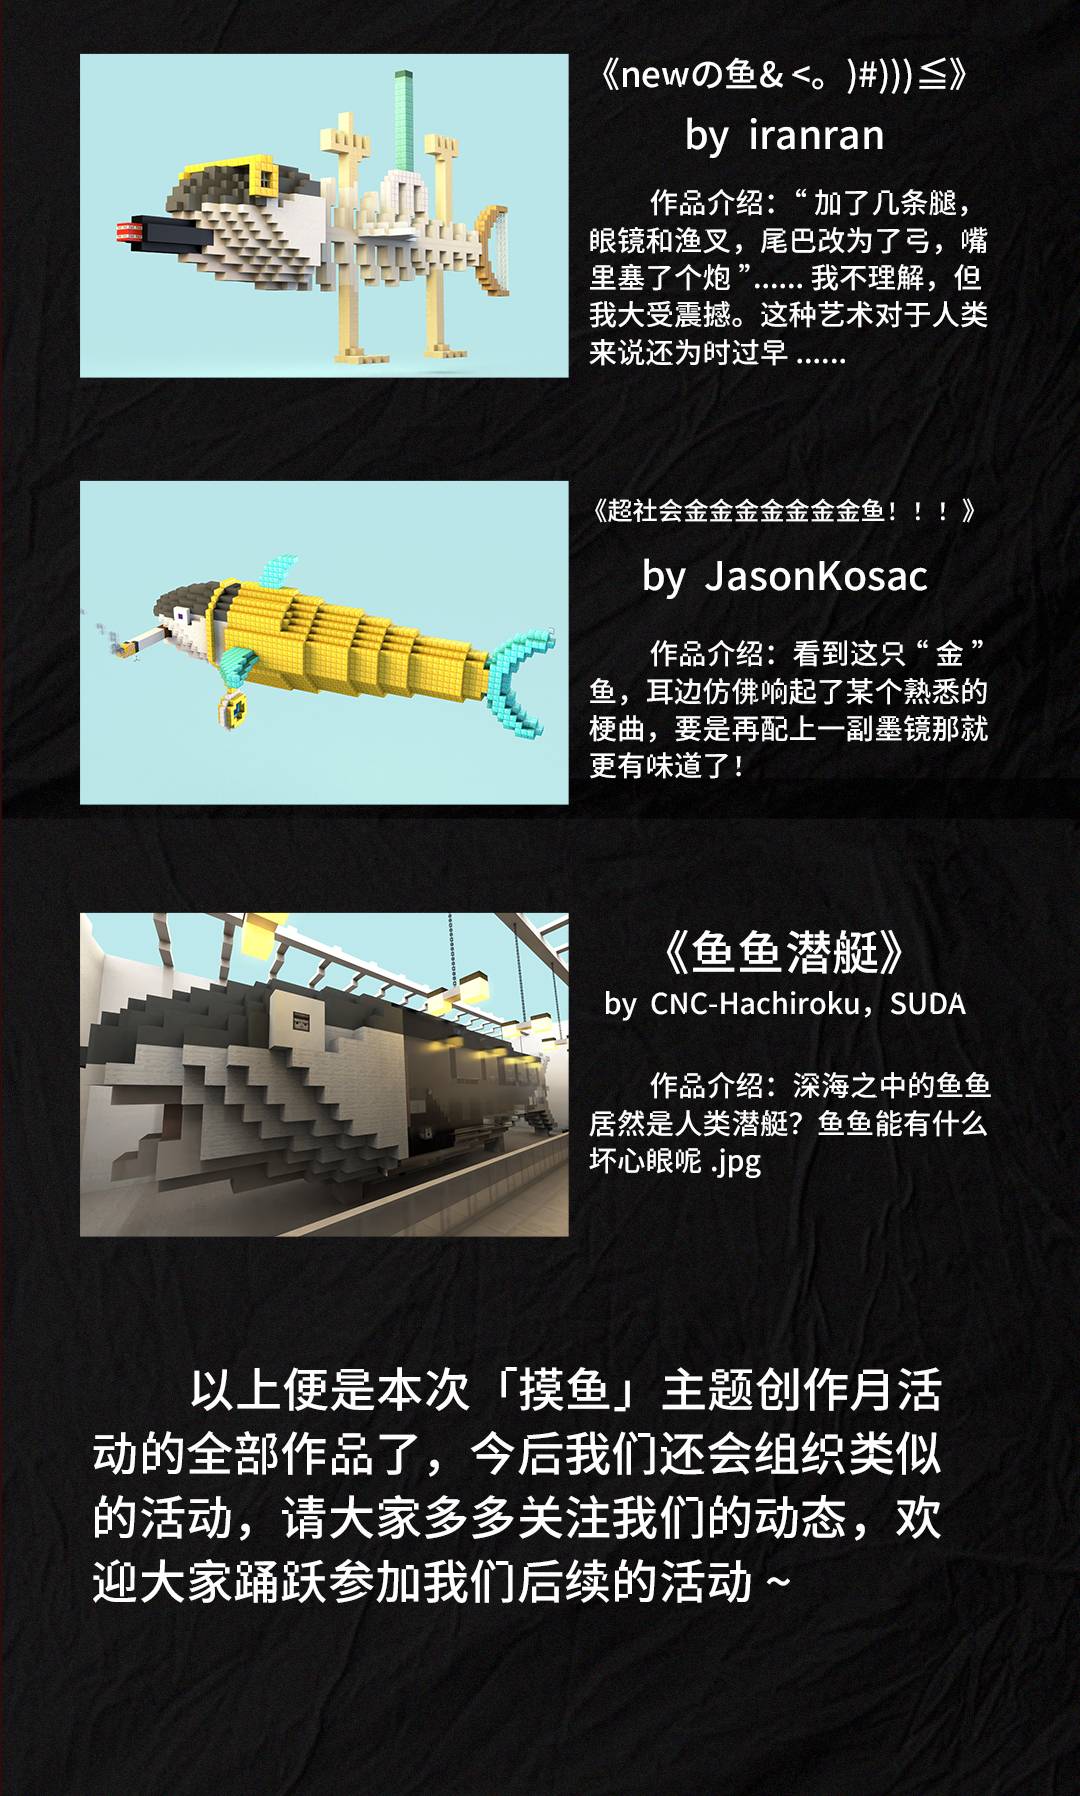 《newの鱼& <。)#)))≦》
by iranran
作品介绍：“ 加了几条腿，
眼镜和渔叉，尾巴改为了弓，嘴
里塞了个炮 ”...... 我不理解，但
我大受震撼。这种艺术对于人类
来说还为时过早 ......
《超社会金金金金金金金鱼！！！》
by JasonKosac
作品介绍：看到这只 “ 金 ”
鱼，耳边仿佛响起了某个熟悉的
梗曲，要是再配上一副墨镜那就
更有味道了！
《鱼鱼潜艇》
by CNC-Hachiroku，SUDA
作品介绍：深海之中的鱼鱼
居然是人类潜艇？鱼鱼能有什么
坏心眼呢 .jpg
以上便是本次「摸鱼」主题创作月活
动的全部作品了，今后我们还会组织类似
的活动，请大家多多关注我们的动态，欢
迎大家踊跃参加我们后续的活动 ~